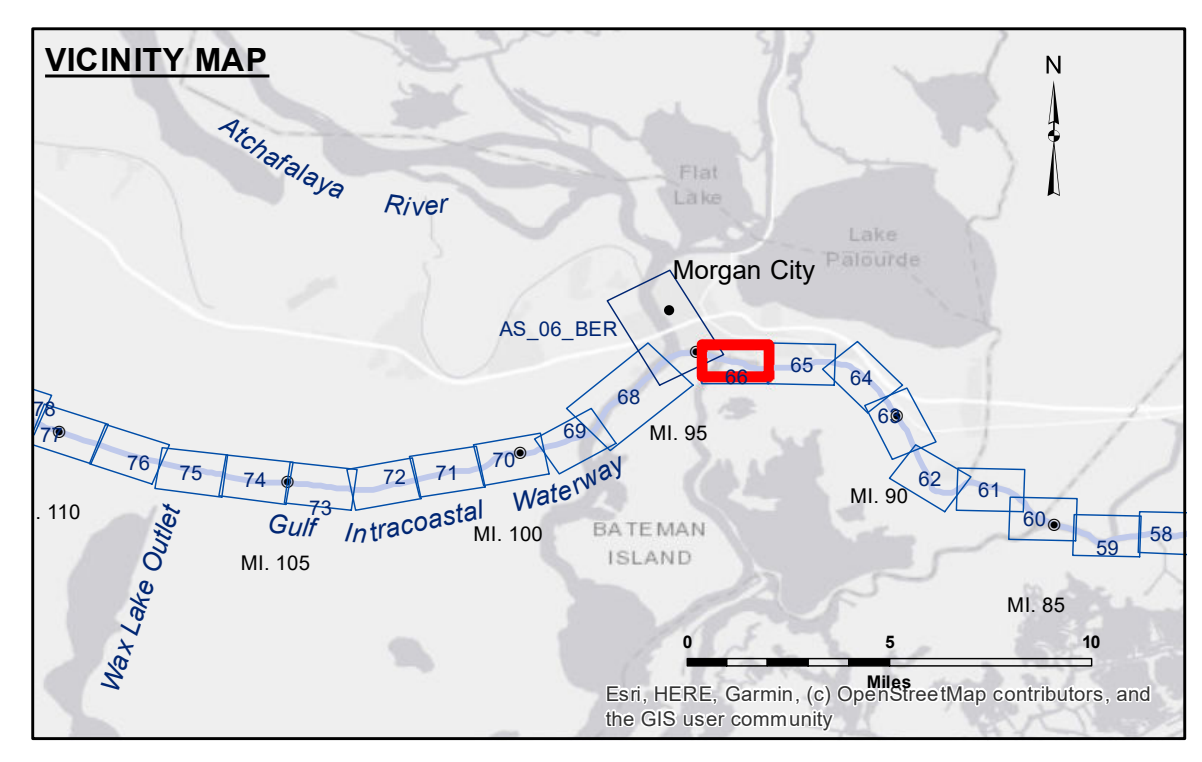 VICINITY MAP
N
Atchafalaya
River
Flat
Lake
Lake
Palourde
Morgan City
AS_06_BER
66
65
64
63
62
61
60
59
58
68
69
70
71
72
73
74
75
76
77
78
MI. 95
MI. 90
MI. 85
MI. 100
MI. 105
. 110
Gulf Intracoastal Waterway
Wax Lake Outlet
BATEMAN
ISLAND
0 5 10
Miles
Esri, HERE, Garmin, (c) OpenStreetMap contributors, and
the GIS user community